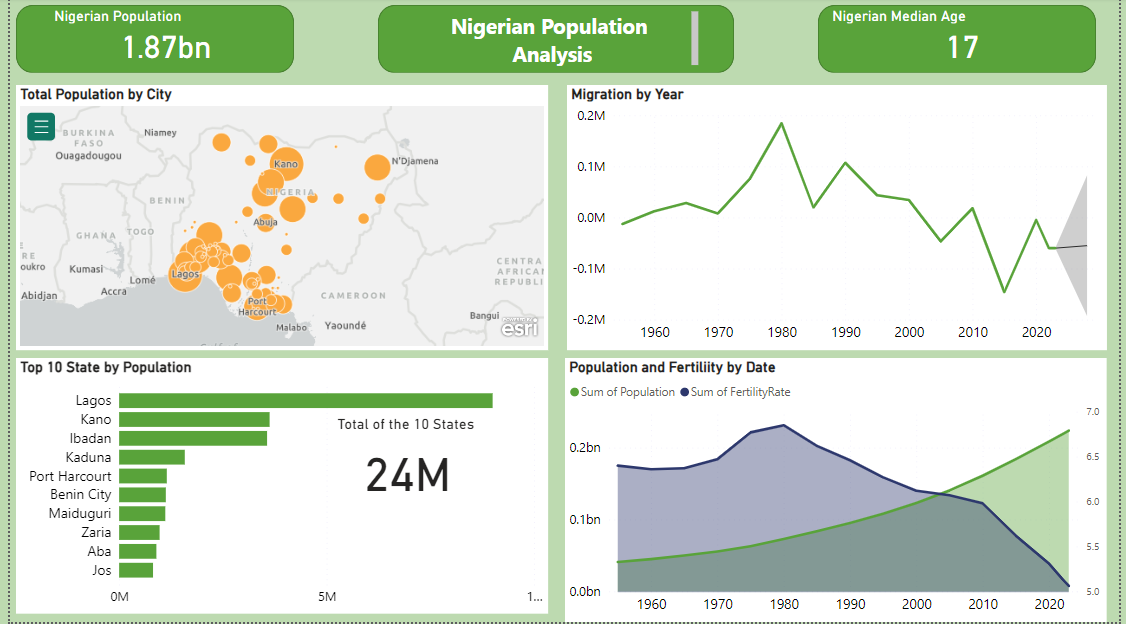 Nigerian Population
1.87bn
Nigerian Population
Analysis
Nigerian Median Age
17
Total Population by City
BURKINA
FASO
Niamey
Ouagadougou
N'Djamena
Kano
NIGERIA
BENIN
Abuja
GHANA
TOGO
RE
oukro
Kumasi
Lomé
Lagos
Accra
Abidjan
Port
Harcourt
CENTRA
AFRICAN
REPUBLI
CAMEROON
Bangui
Malabo
Yaoundé
POWERED BY
esri
Migration by Year
0.2M
0.1M
0.0M
-0.1M
-0.2M
1960 1970 1980 1990 2000 2010 2020
Top 10 State by Population
Lagos
Kano
Ibadan
Kaduna
Port Harcourt
Benin City
Maiduguri
Zaria
Aba
Jos
0M 5M 1...
Total of the 10 States
24M
Population and Fertiliity by Date
Sum of Population Sum of FertilityRate
0.2bn
0.1bn
0.0bn
7.0
6.5
6.0
5.5
5.0
1960 1970 1980 1990 2000 2010 2020